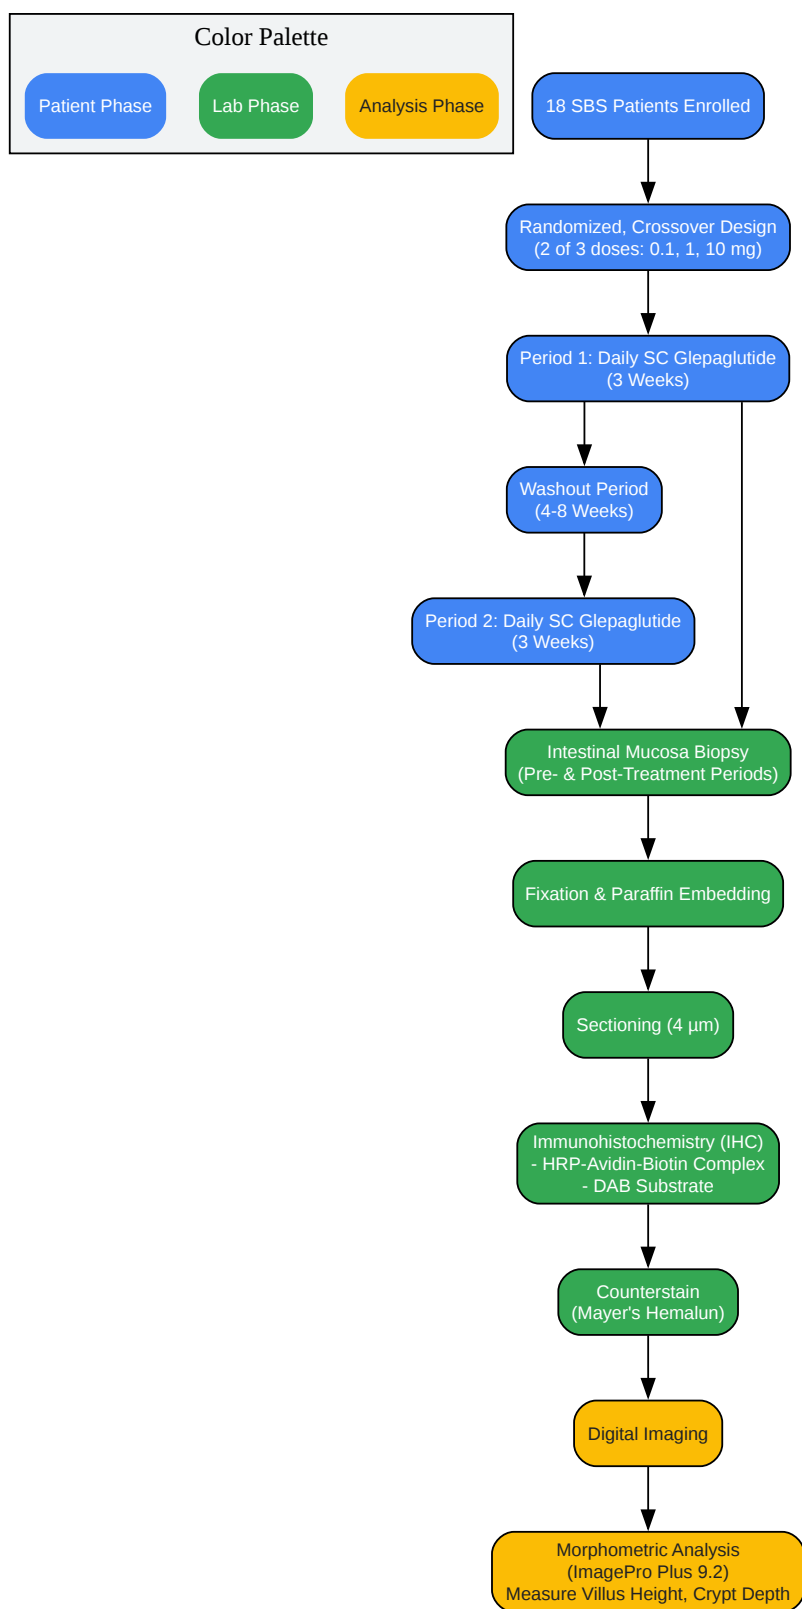 Color Palette
Patient Phase
Lab Phase
Analysis Phase
18 SBS Patients Enrolled
Randomized, Crossover Design
(2 of 3 doses: 0.1, 1, 10 mg)
Period 1: Daily SC Glepaglutide
(3 Weeks)
Washout Period
(4-8 Weeks)
Period 2: Daily SC Glepaglutide
(3 Weeks)
Intestinal Mucosa Biopsy
(Pre- & Post-Treatment Periods)
Fixation & Paraffin Embedding
Sectioning (4 µm)
Immunohistochemistry (IHC)
- HRP-Avidin-Biotin Complex
- DAB Substrate
Counterstain
(Mayer's Hemalun)
Digital Imaging
Morphometric Analysis
(ImagePro Plus 9.2)
Measure Villus Height, Crypt Depth